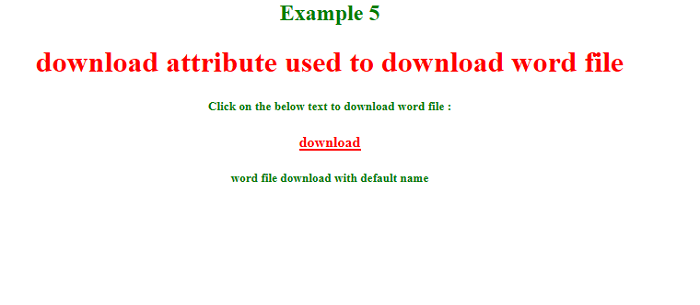 Example 5
download attribute used to download word file
Click on the below text to download word file :
download
word file download with default name